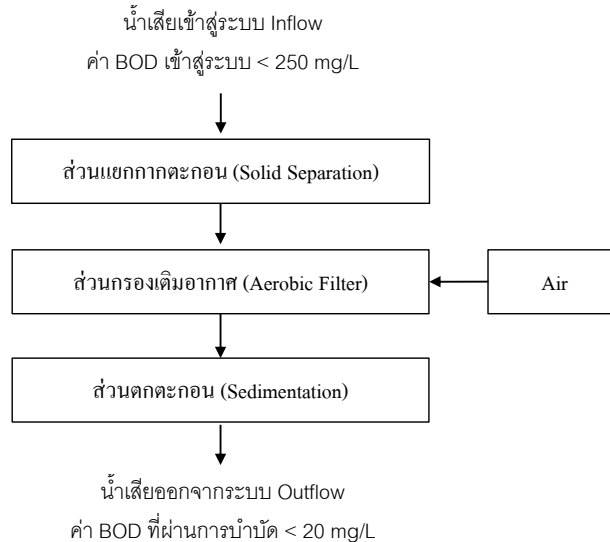 น้ำเสียเข้าสู่ระบบ Inflow
ค่า BOD เข้าสู่ระบบ < 250 mg/L
ส่วนแยกกากตะกอน (Solid Separation)
ส่วนกรองเติมอากาศ (Aerobic Filter)
Air
ส่วนตกตะกอน (Sedimentation)
น้ำเสียออกจากระบบ Outflow
ค่า BOD ที่ผ่านการบำบัด < 20 mg/L